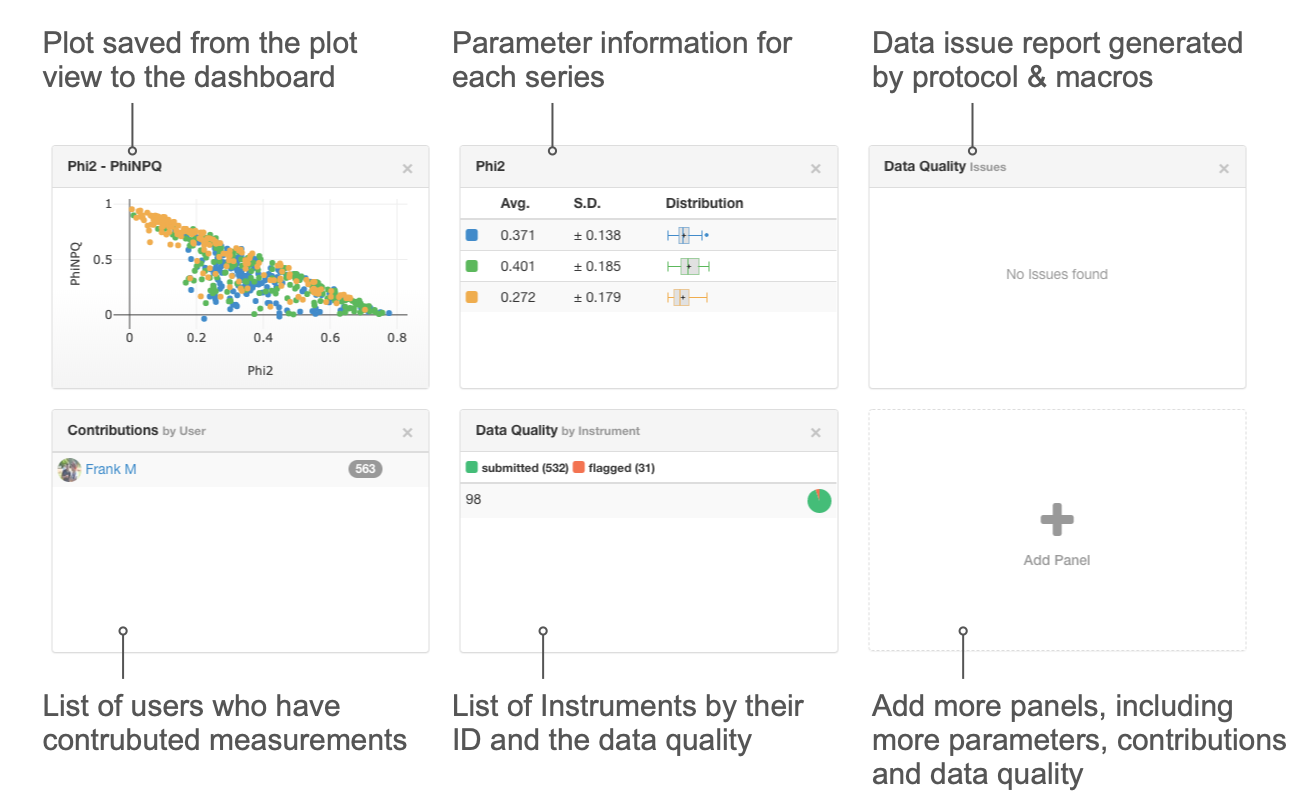 Plot saved from the plot
view to the dashboard
Parameter information for
each series
Data issue report generated
by protocol & macros
Phi2 - PhiNPQ ×
1
0.5
0
PhiNPQ
0 0.2 0.4 0.6 0.8
Phi2
Phi2 ×
Avg. S.D. Distribution
0.371 ± 0.138
0.401 ± 0.185
0.272 ± 0.179
Data Quality Issues ×
No Issues found
Contributions by User ×
Frank M 563
Data Quality by Instrument ×
submitted (532) flagged (31)
98
Add Panel
List of users who have
contrubuted measurements
List of Instruments by their
ID and the data quality
Add more panels, including
more parameters, contributions
and data quality